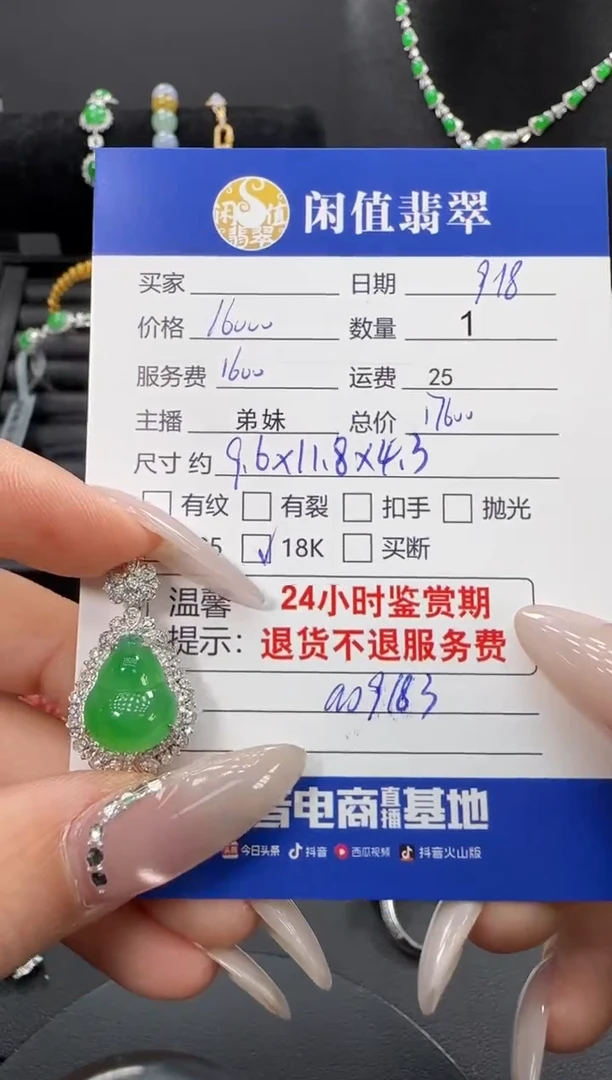 闲值翡翠
闲值翡翠
买家 日期 918
价格 16000 数量 1
服务费 1600 运费 25
主播 弟妹 总价 17600
尺寸 约 9.6x11.8x4.3
有纹 有裂 扣手 抛光
18K 买断
温馨 24小时鉴赏期
提示: 退货不退服务费
电商直播基地
今日头条 抖音 西瓜视频 抖音火山版